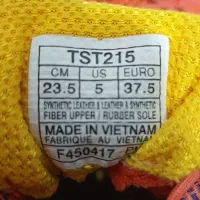 TST215
CM US EURO
23.5 5 37.5
SYNTHETIC LEATHER & LEATHER & SYNTHETIC
FIBER UPPER / RUBBER SOLE
MADE IN VIETNAM
FABRIQUE AU VIETNAM
F450417